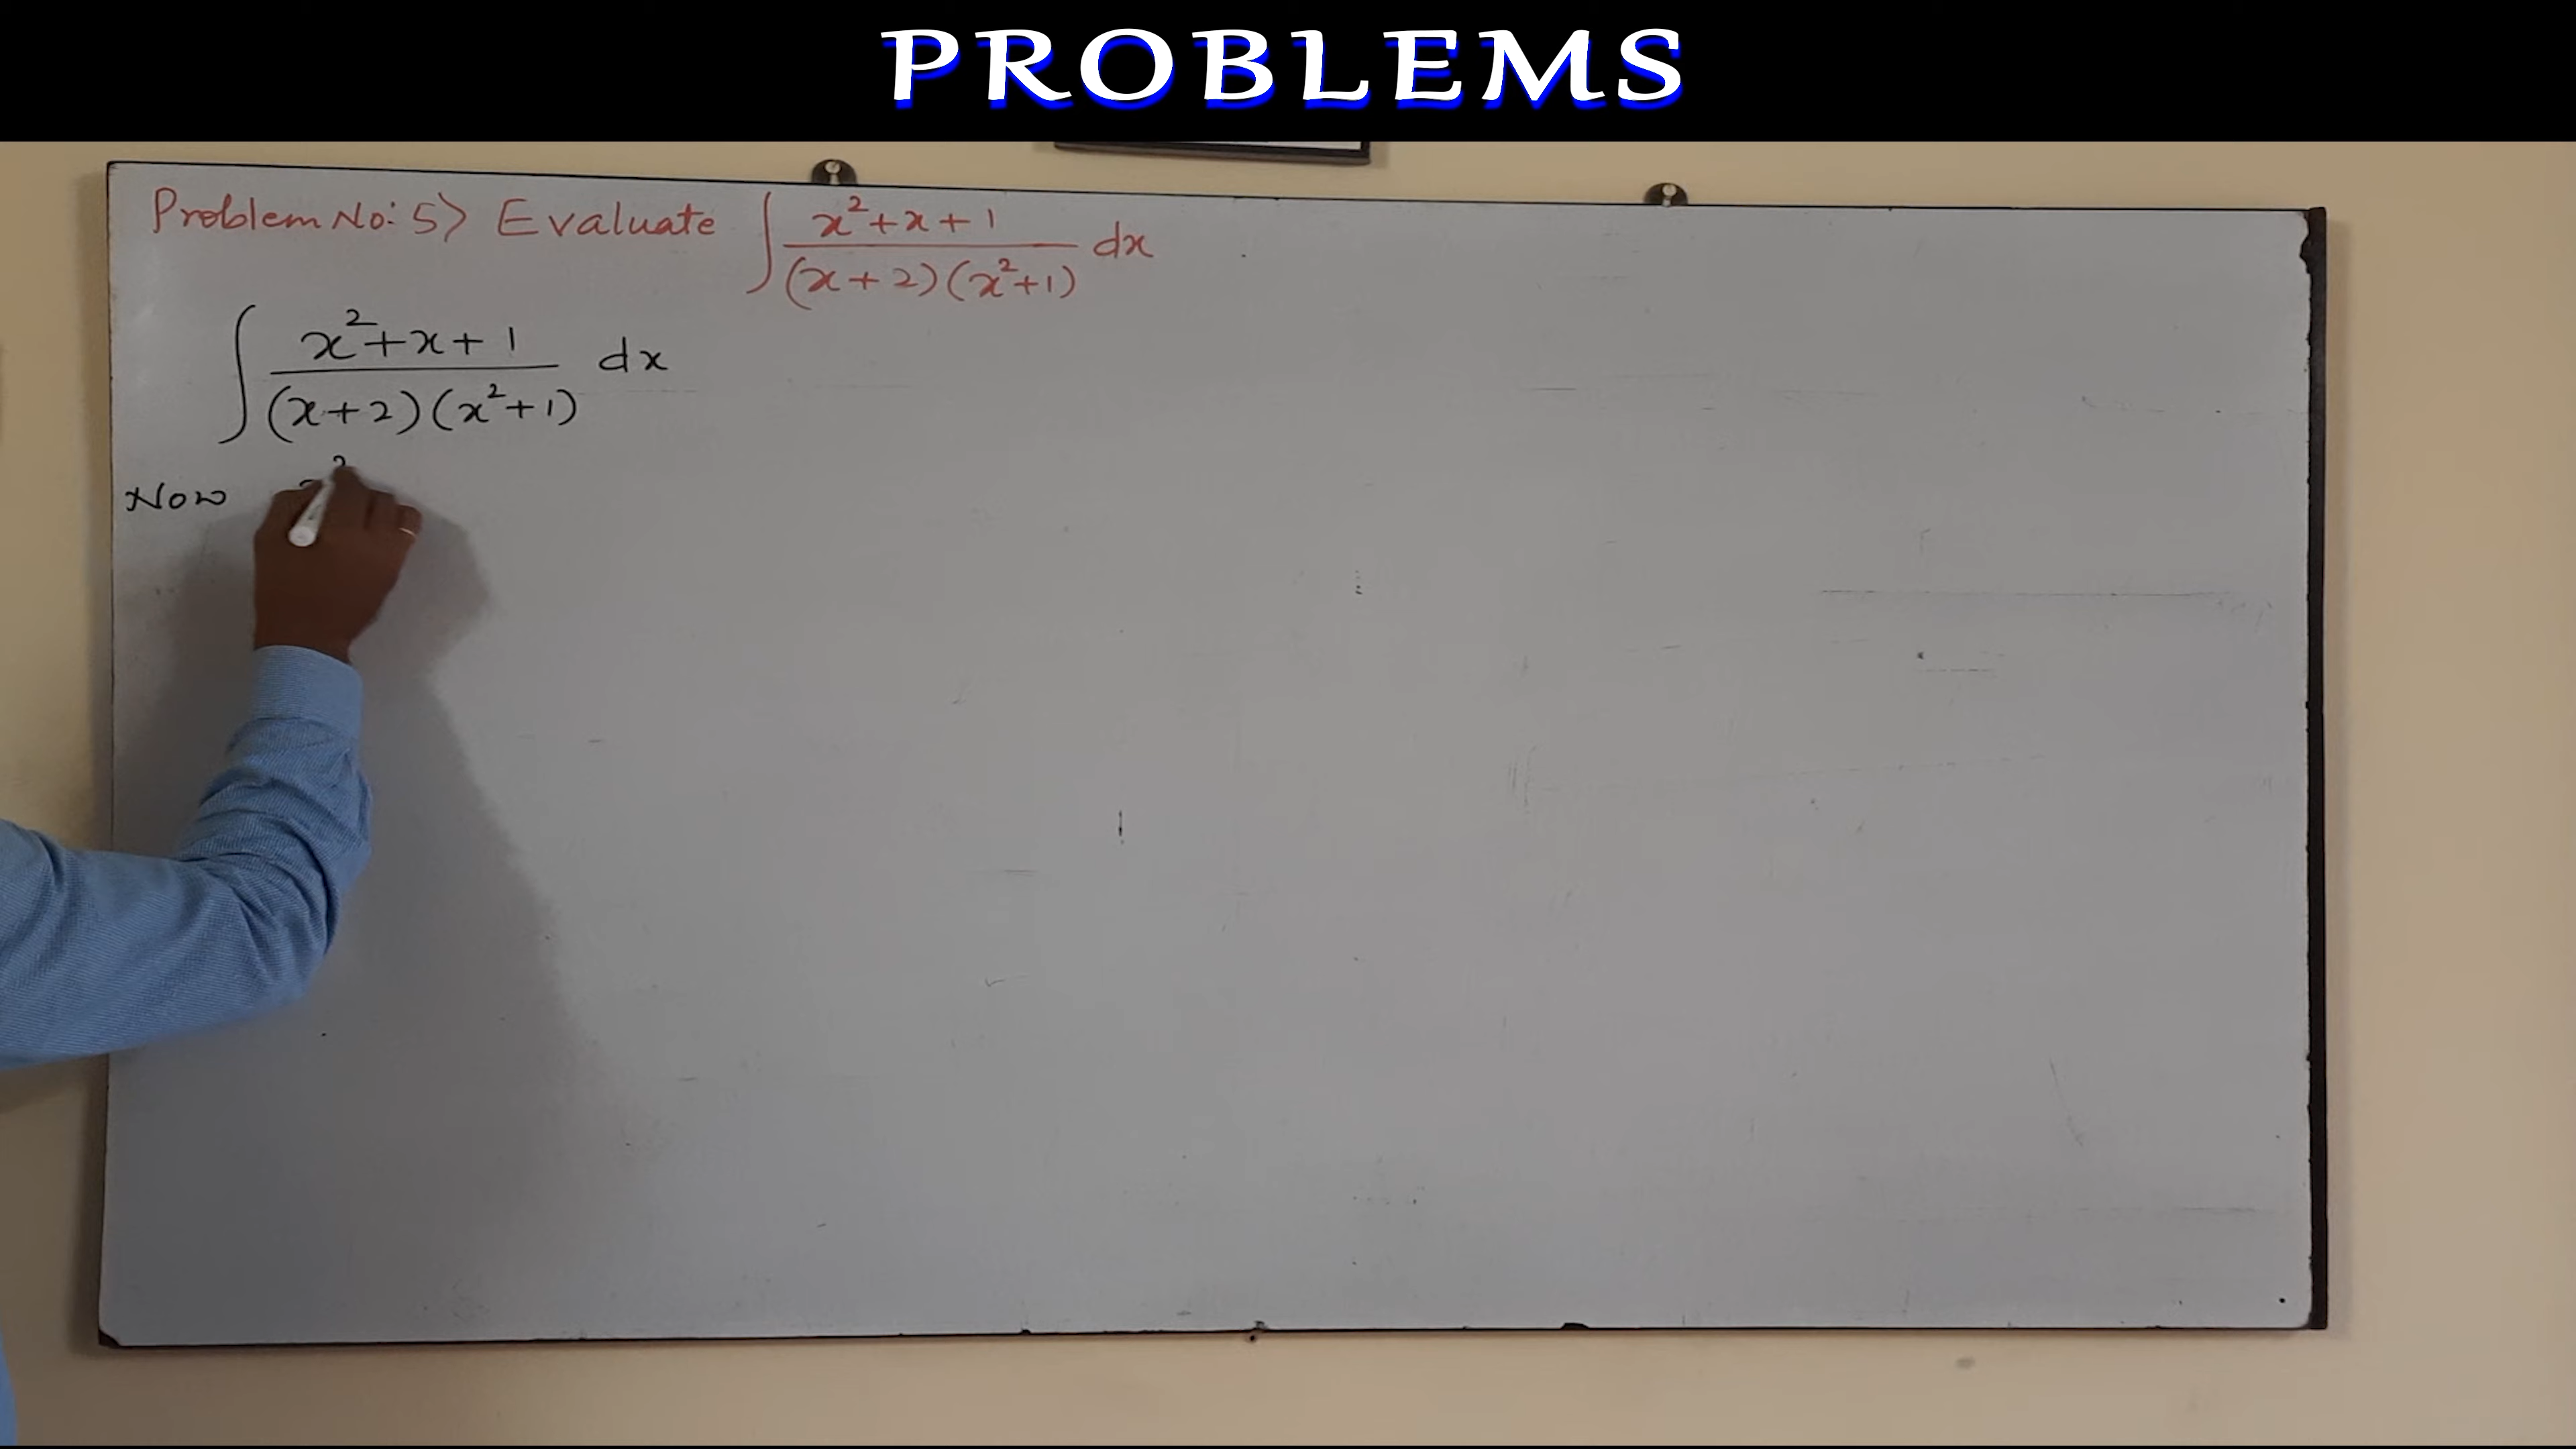 PROBLEMS
Problem No: 5> Evaluate ∫ x²+x+1 / (x+2)(x²+1) dx
∫ x²+x+1 / (x+2)(x²+1) dx
Now